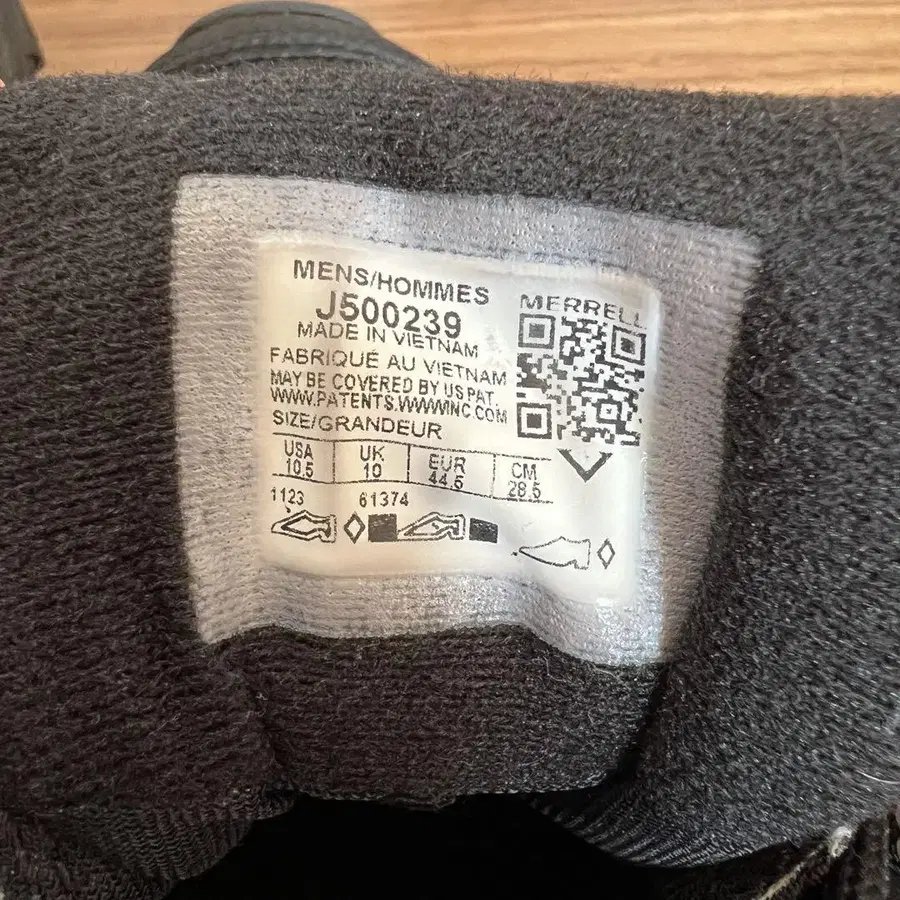 MENS/HOMMES
J500239
MADE IN VIETNAM
FABRIQUÉ AU VIETNAM
MAY BE COVERED BY US PAT.
WWW.PATENTS.WWWINC.COM
SIZE/GRANDEUR
USA UK EUR CM
10.5 10 44.5 28.5
1123 61374
MERRELL